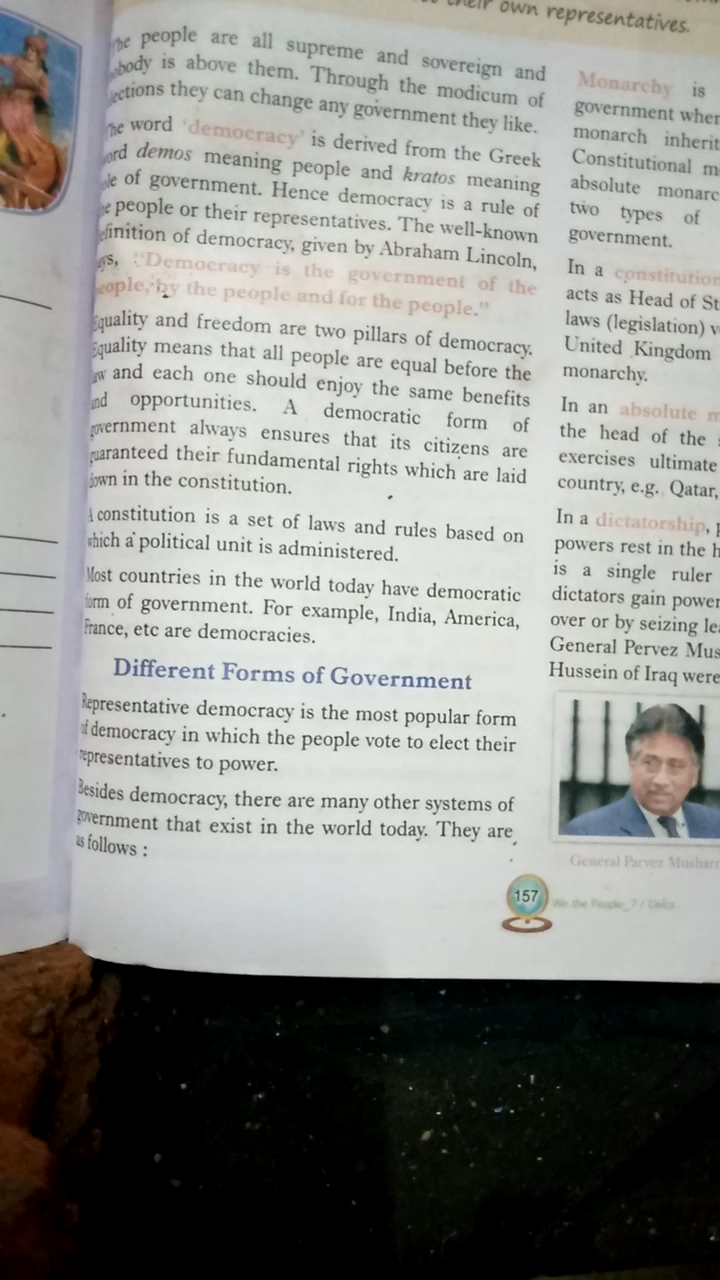 their own representatives.
people are all supreme and sovereign and
is above them. Through the modicum of
they can change any government they like.
The word 'democracy' is derived from the Greek
demos meaning people and kratos meaning
of government. Hence democracy is a rule of
people or their representatives. The well-known
definition of democracy, given by Abraham Lincoln,
"Democracy is the government of the
people, by the people and for the people."
Equality and freedom are two pillars of democracy.
Equality means that all people are equal before the
and each one should enjoy the same benefits
and opportunities. A democratic form of
government always ensures that its citizens are
guaranteed their fundamental rights which are laid
down in the constitution.
A constitution is a set of laws and rules based on
which a political unit is administered.
Most countries in the world today have democratic
form of government. For example, India, America,
France, etc are democracies.
Different Forms of Government
Representative democracy is the most popular form
of democracy in which the people vote to elect their
representatives to power.
Besides democracy, there are many other systems of
government that exist in the world today. They are
as follows :
Monarchy is
government wher
monarch inherit
Constitutional m
absolute monarc
two types of
government.
In a constitution
acts as Head of St
laws (legislation) v
United Kingdom
monarchy.
In an absolute m
the head of the
exercises ultimate
country, e.g. Qatar,
In a dictatorship, p
powers rest in the h
is a single ruler
dictators gain power
over or by seizing lea
General Pervez Mus
Hussein of Iraq were
General Parvez Musharr
157
We the People_7 / Civics